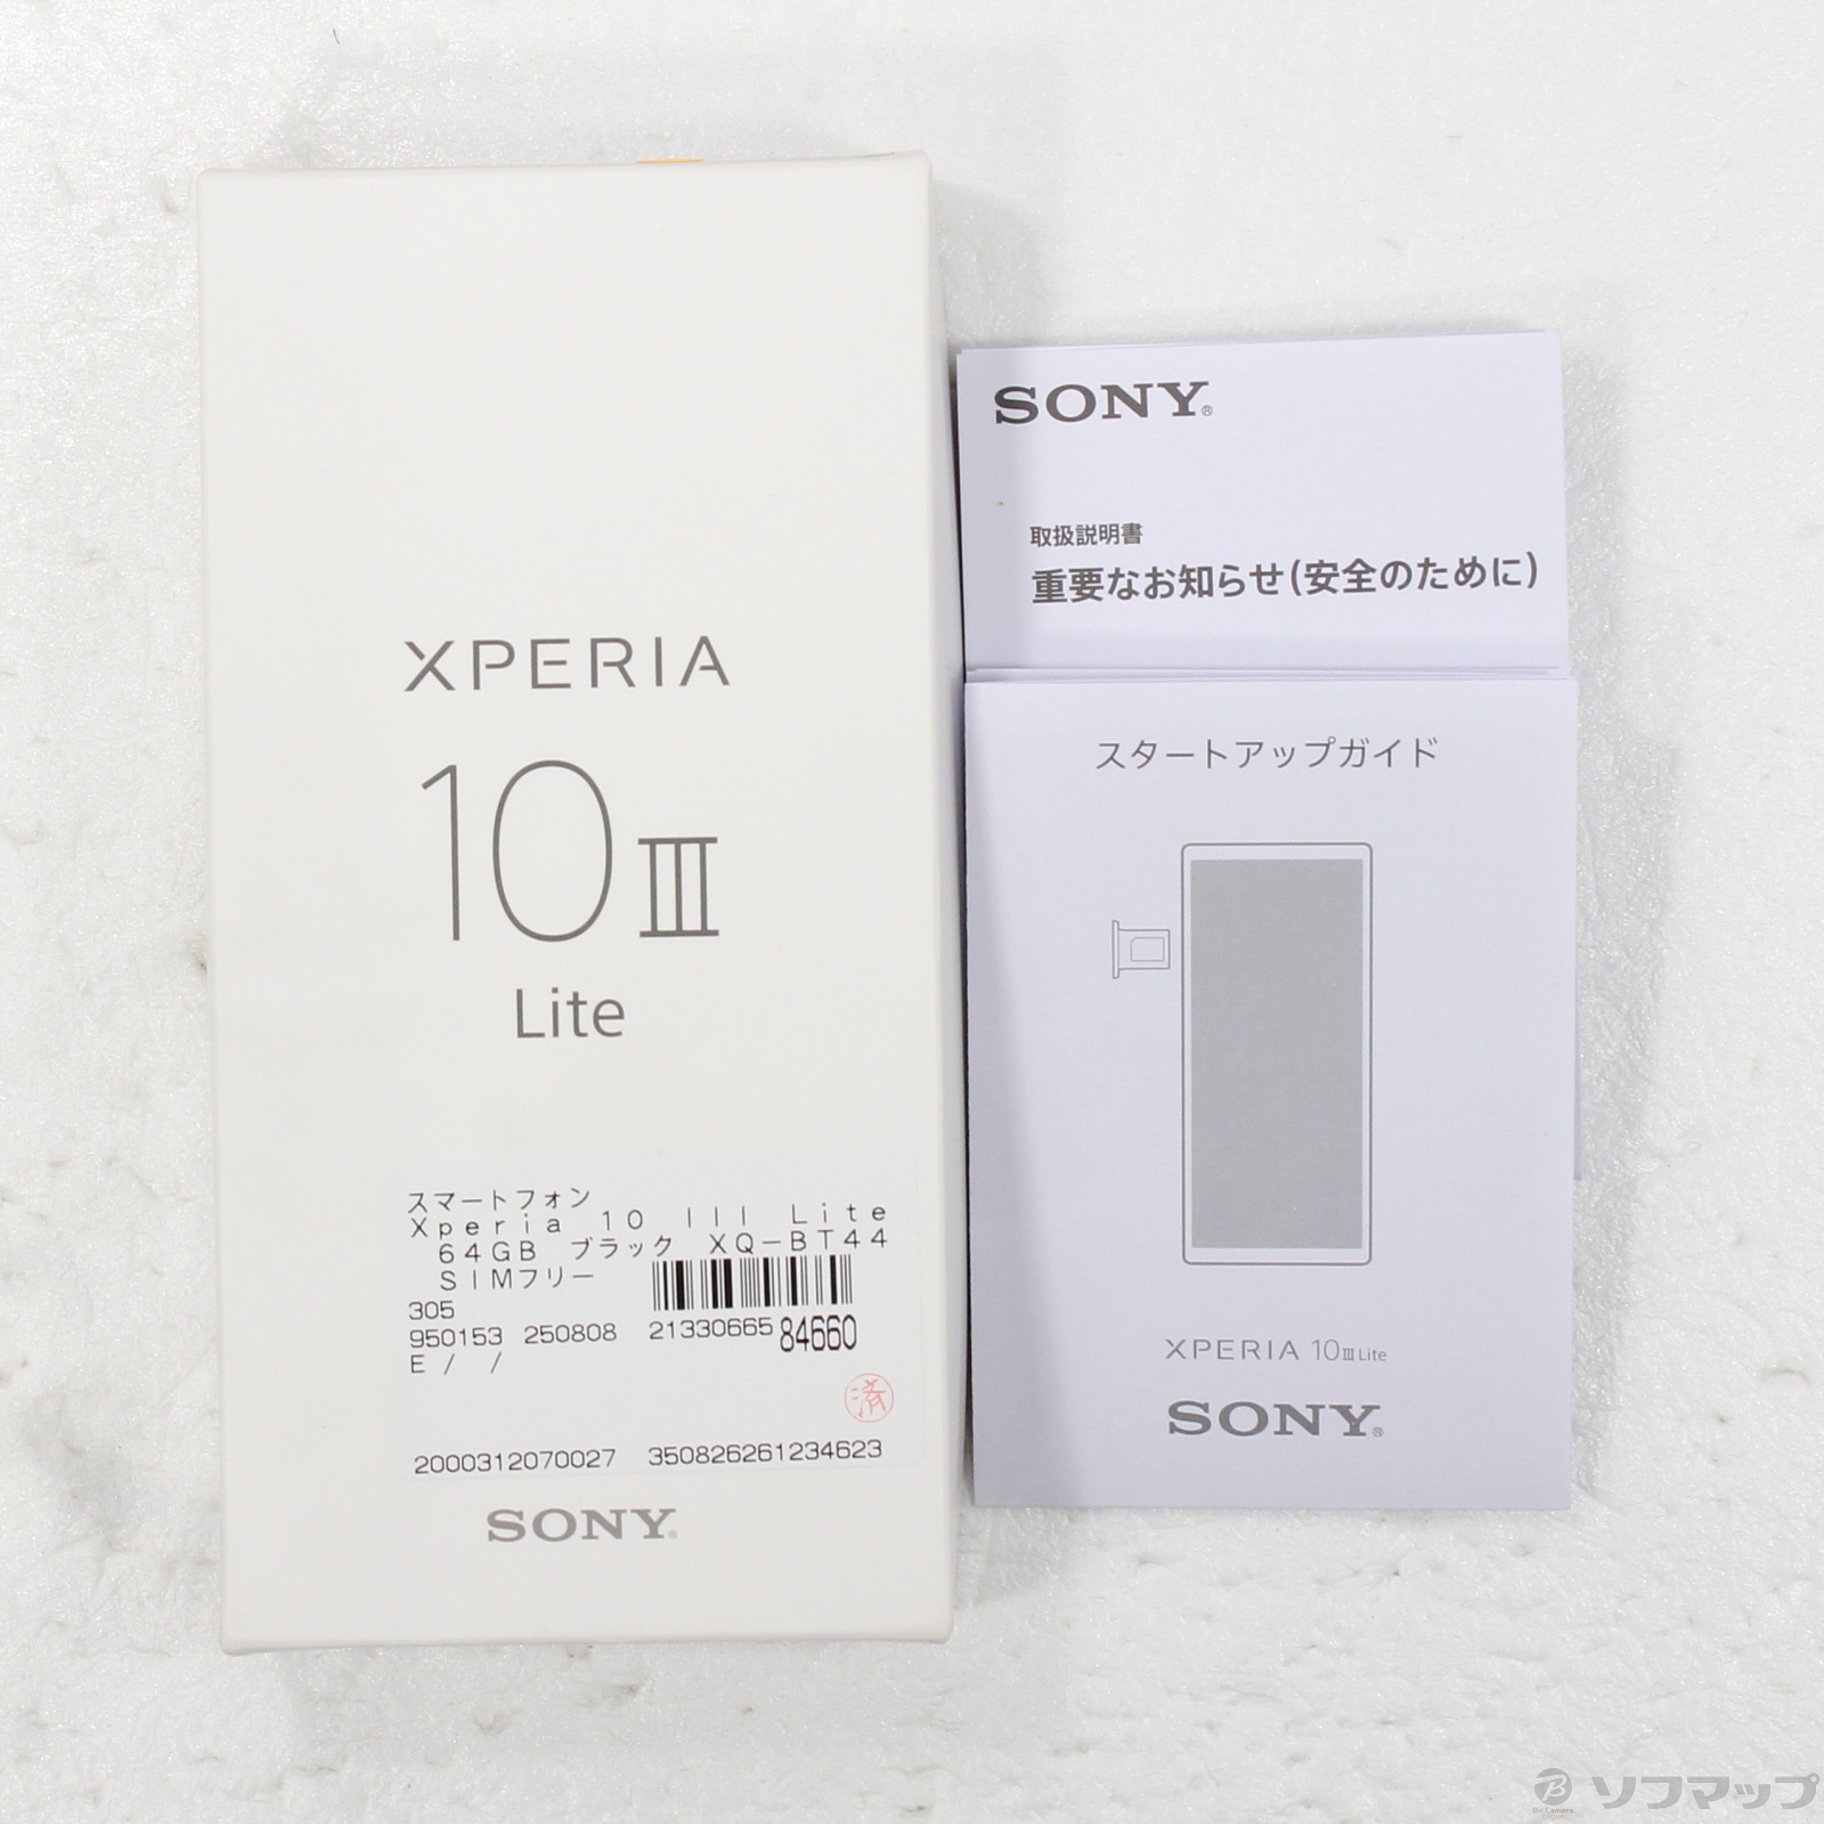 XPERIA
10 III
Lite
スマートフォン
Xperia 10 III Lite
64GB ブラック XQ-BT44
SIMフリー
305
950153 250808 21330665 84660
E / /
済
2000312070027 350826261234623
SONY®
SONY®
取扱説明書
重要なお知らせ(安全のために)
スタートアップガイド
XPERIA 10 III Lite
SONY®
B
BicCamera
ソフマップ